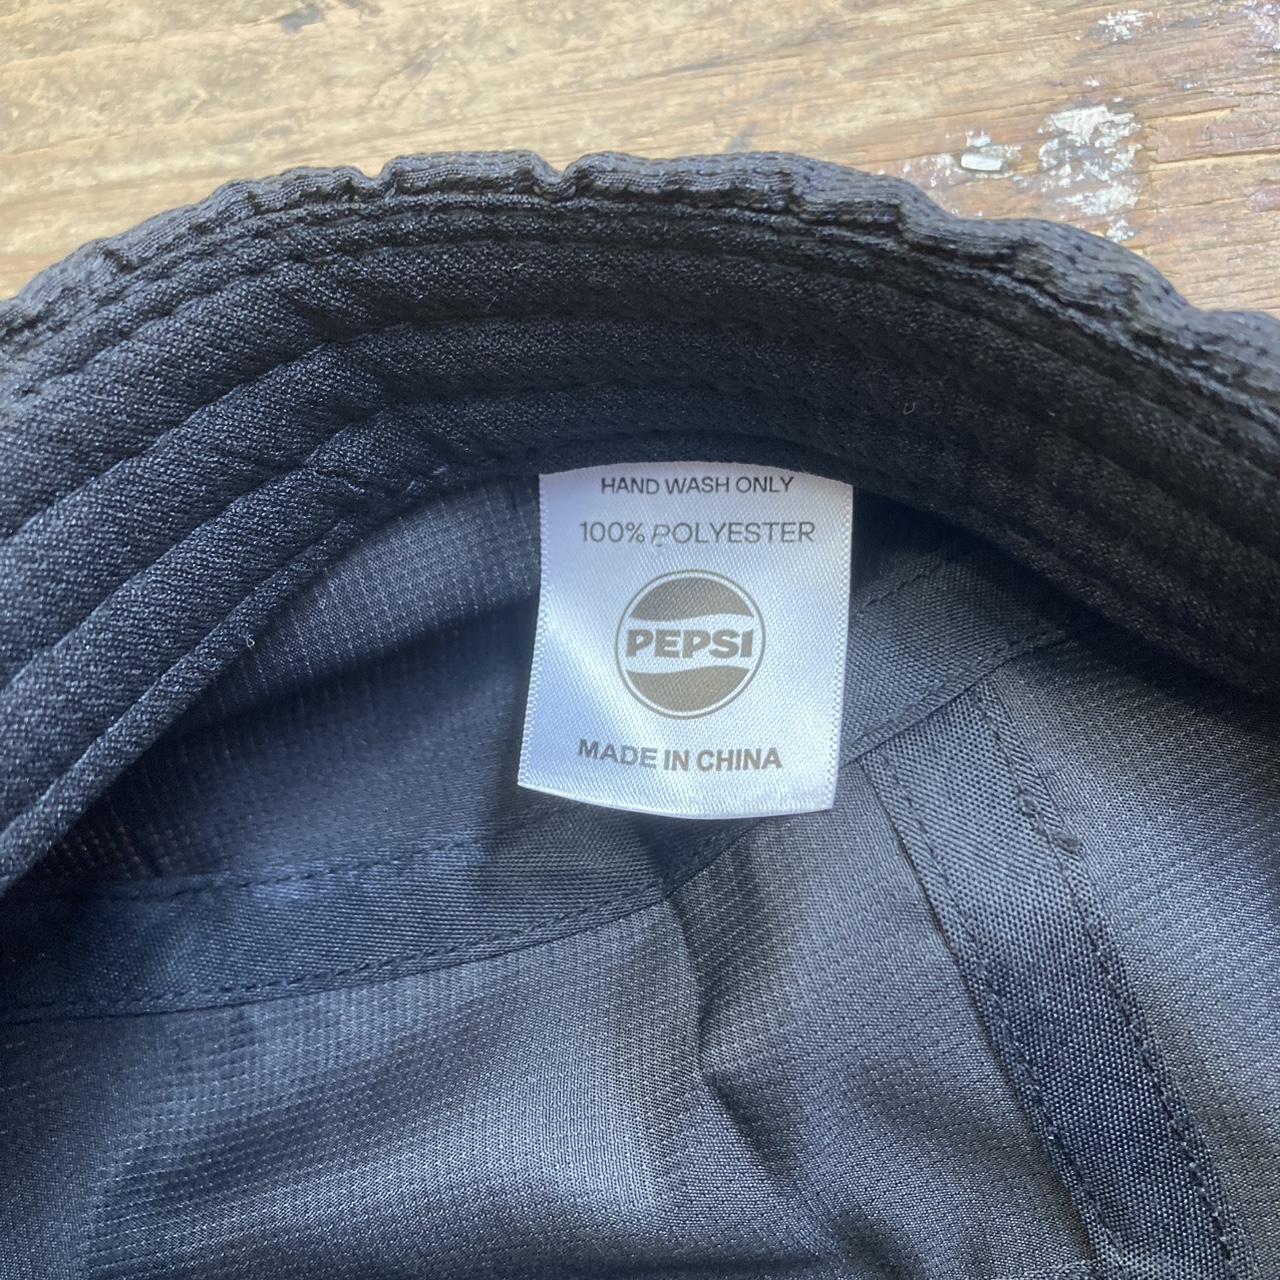 HAND WASH ONLY
100% POLYESTER
PEPSI
MADE IN CHINA